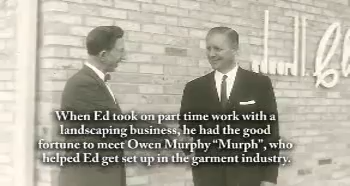 When Ed took on part time work with a
landscaping business, he had the good
fortune to meet Owen Murphy “Murph”, who
helped Ed get set up in the garment industry.